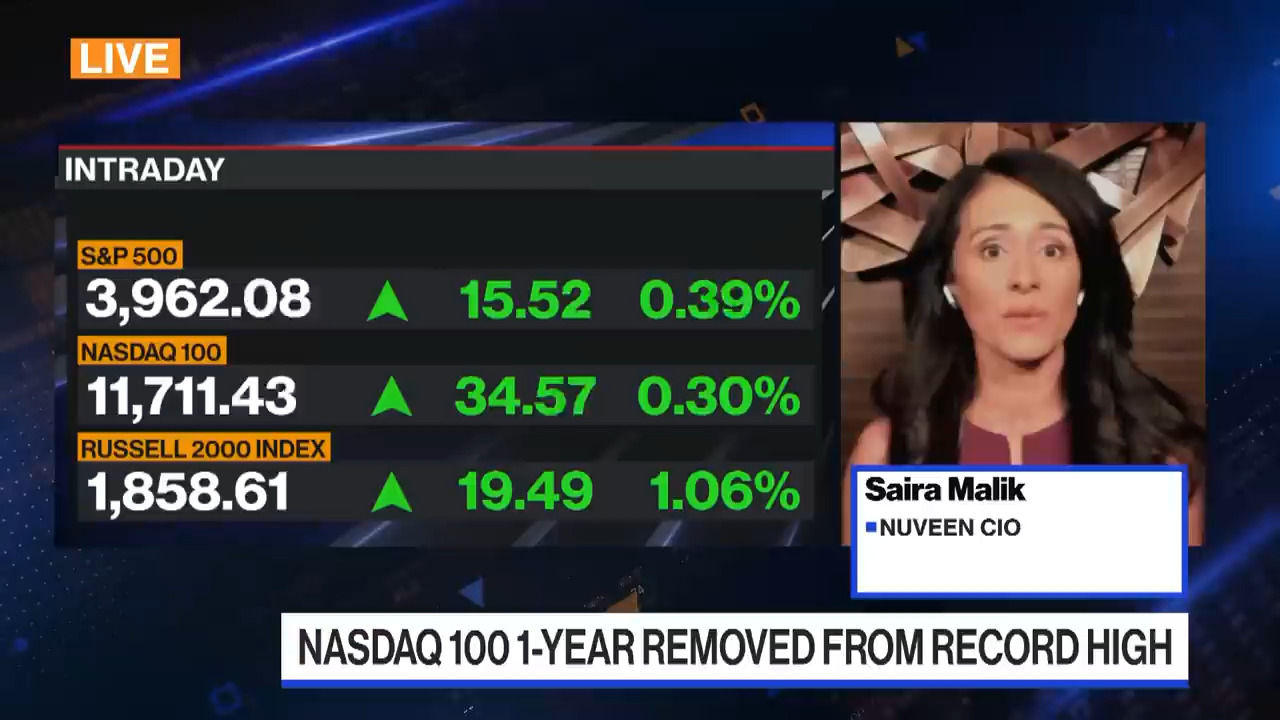 LIVE
INTRADAY
S&P 500
3,962.08 ▲ 15.52 0.39%
NASDAQ 100
11,711.43 ▲ 34.57 0.30%
RUSSELL 2000 INDEX
1,858.61 ▲ 19.49 1.06%
Saira Malik
NUVEEN CIO
NASDAQ 100 1-YEAR REMOVED FROM RECORD HIGH